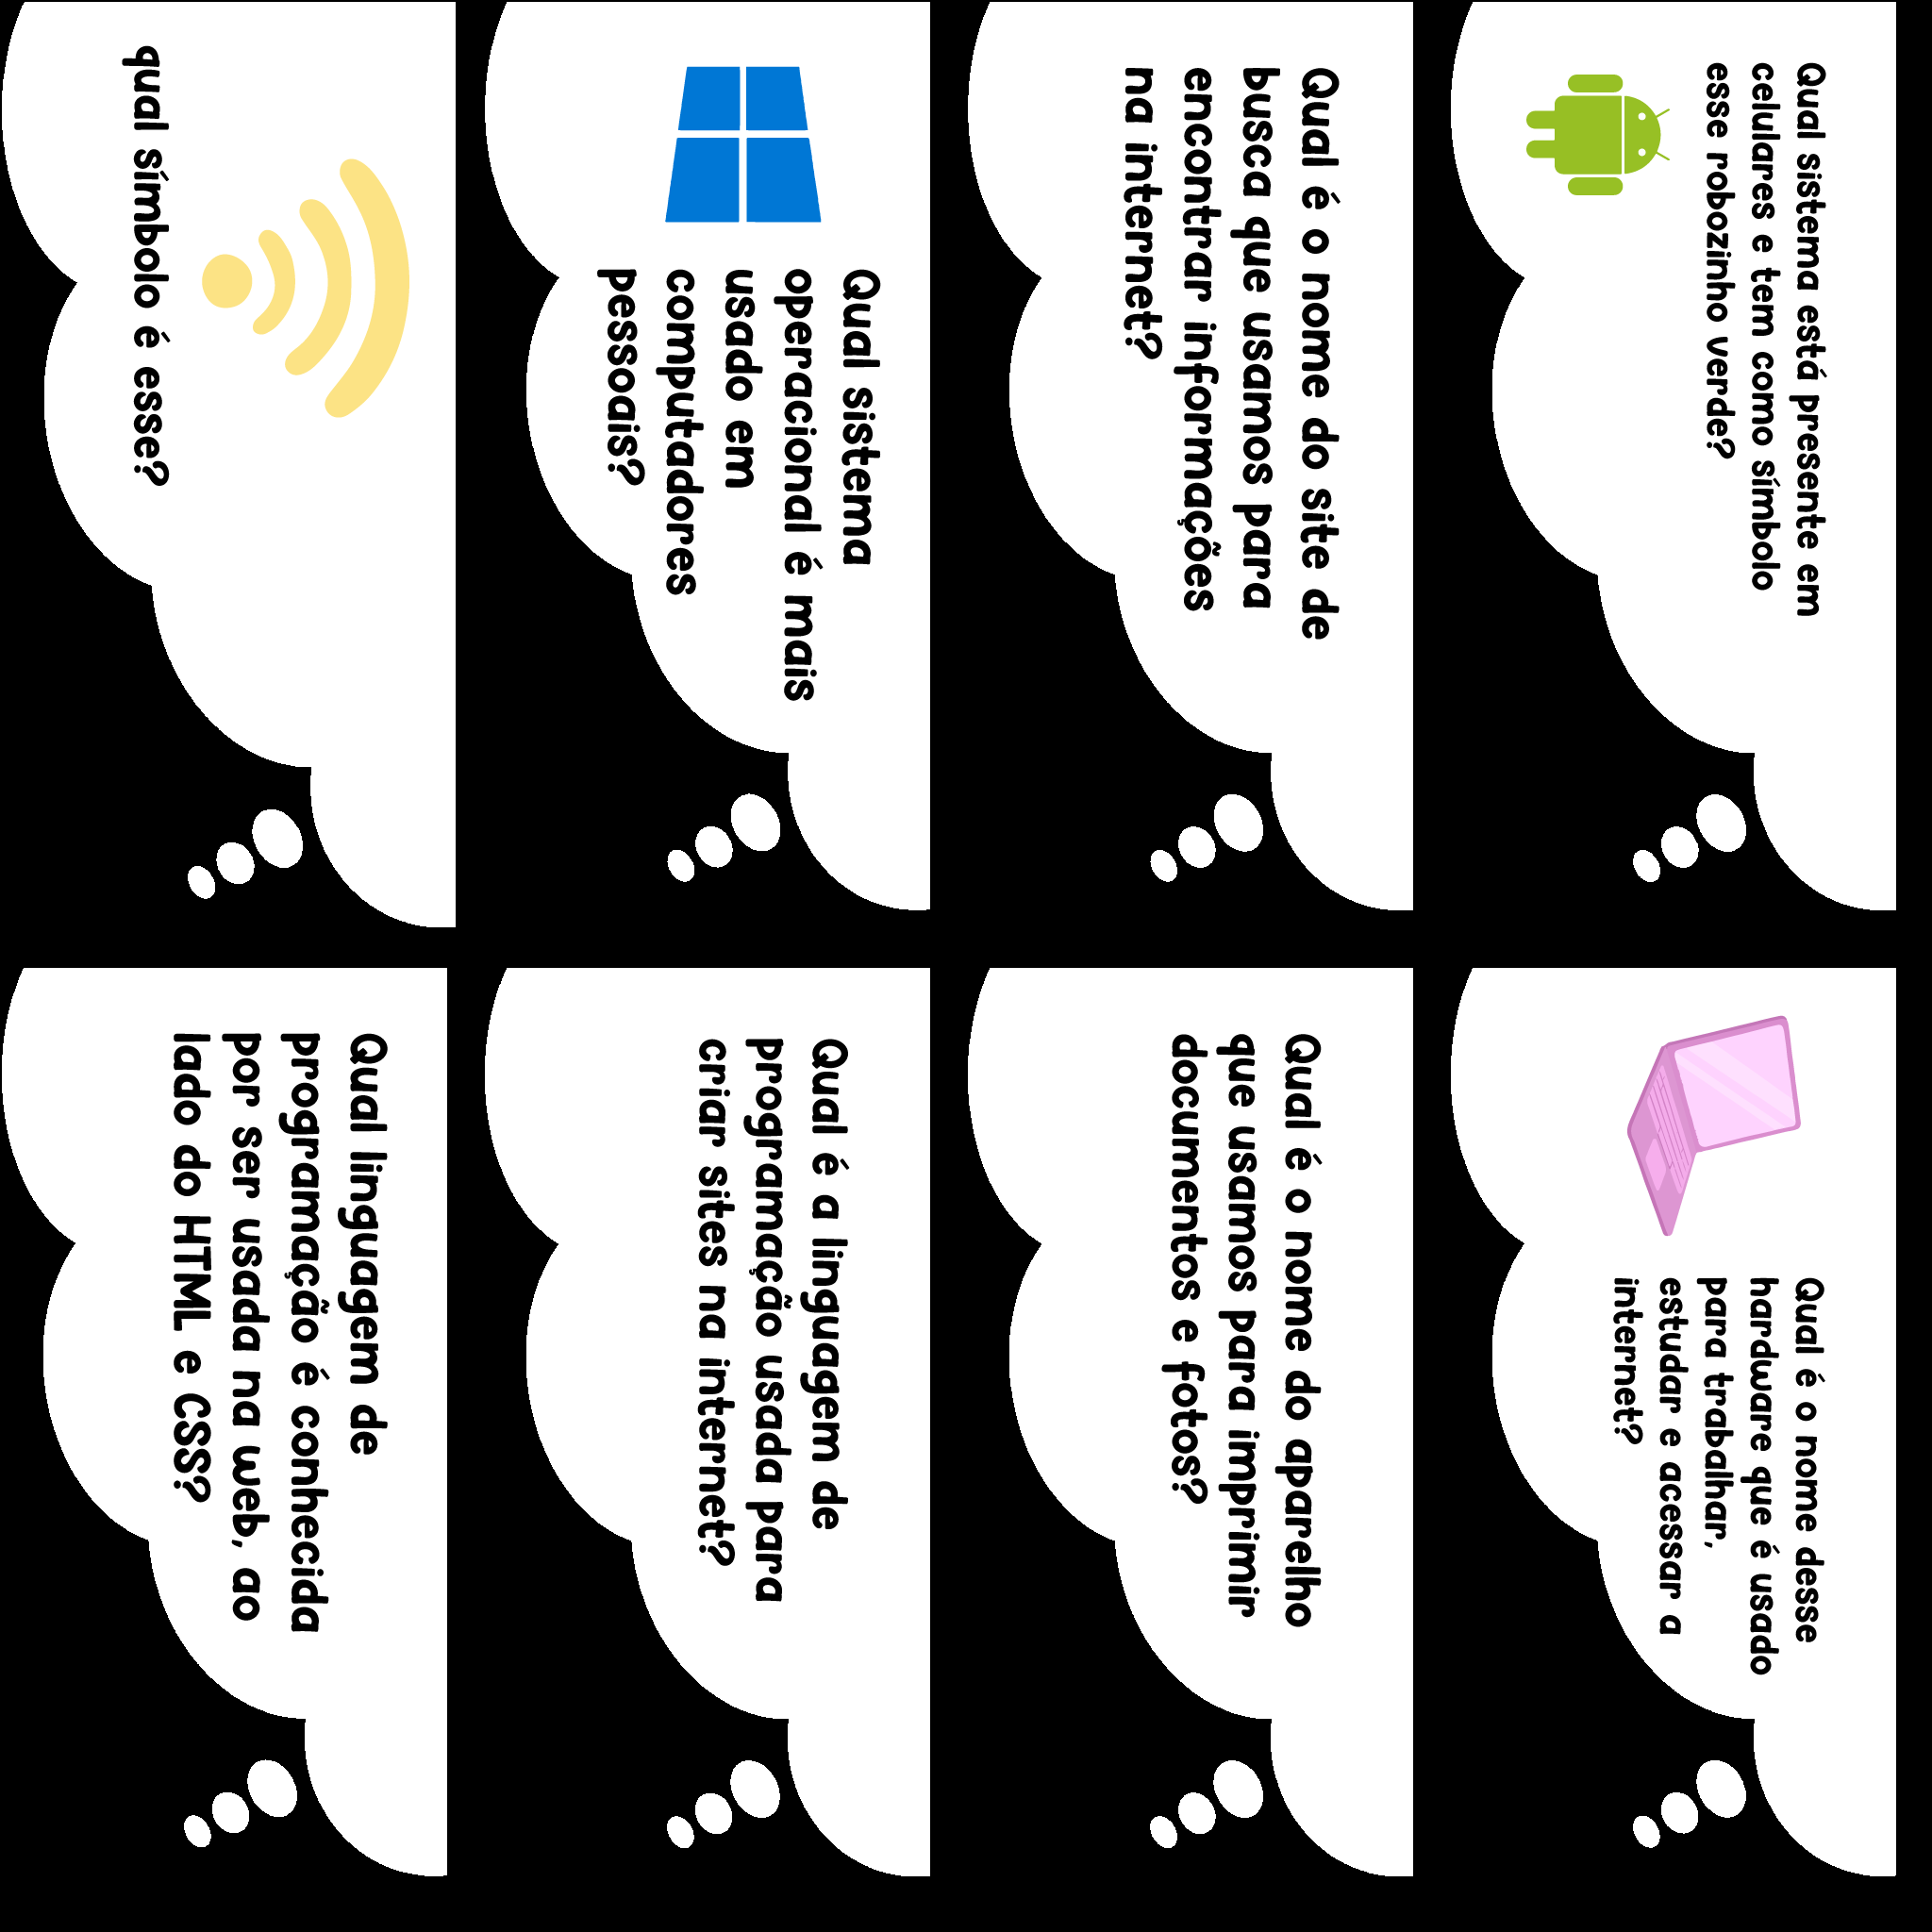 Qual sistema está presente em
celulares e tem como símbolo
esse robozinho verde?
Qual é o nome desse
hardware que é usado
para trabalhar,
estudar e acessar a
internet?
Qual é o nome do site de
busca que usamos para
encontrar informações
na internet?
Qual é o nome do aparelho
que usamos para imprimir
documentos e fotos?
Qual sistema
operacional é mais
usado em
computadores
pessoais?
Qual é a linguagem de
programação usada para
criar sites na internet?
qual símbolo é esse?
Qual linguagem de
programação é conhecida
por ser usada na web, ao
lado do HTML e CSS?